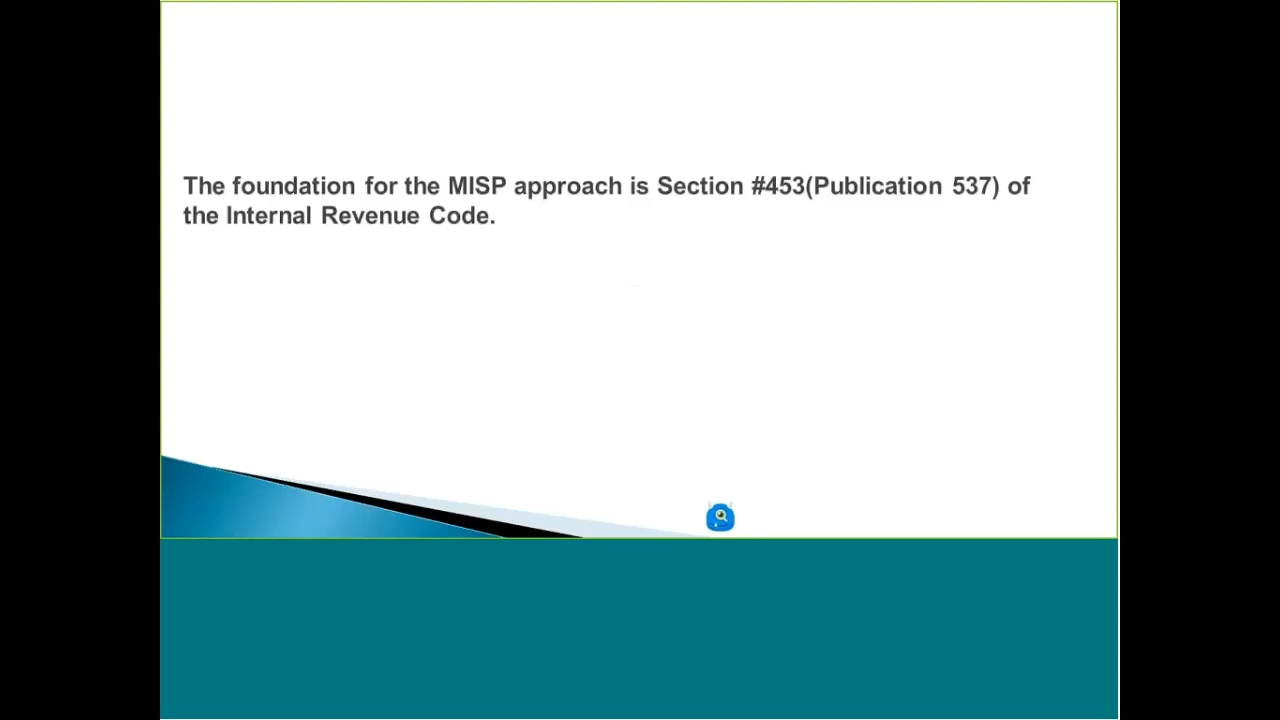 The foundation for the MISP approach is Section #453(Publication 537) of
the Internal Revenue Code.